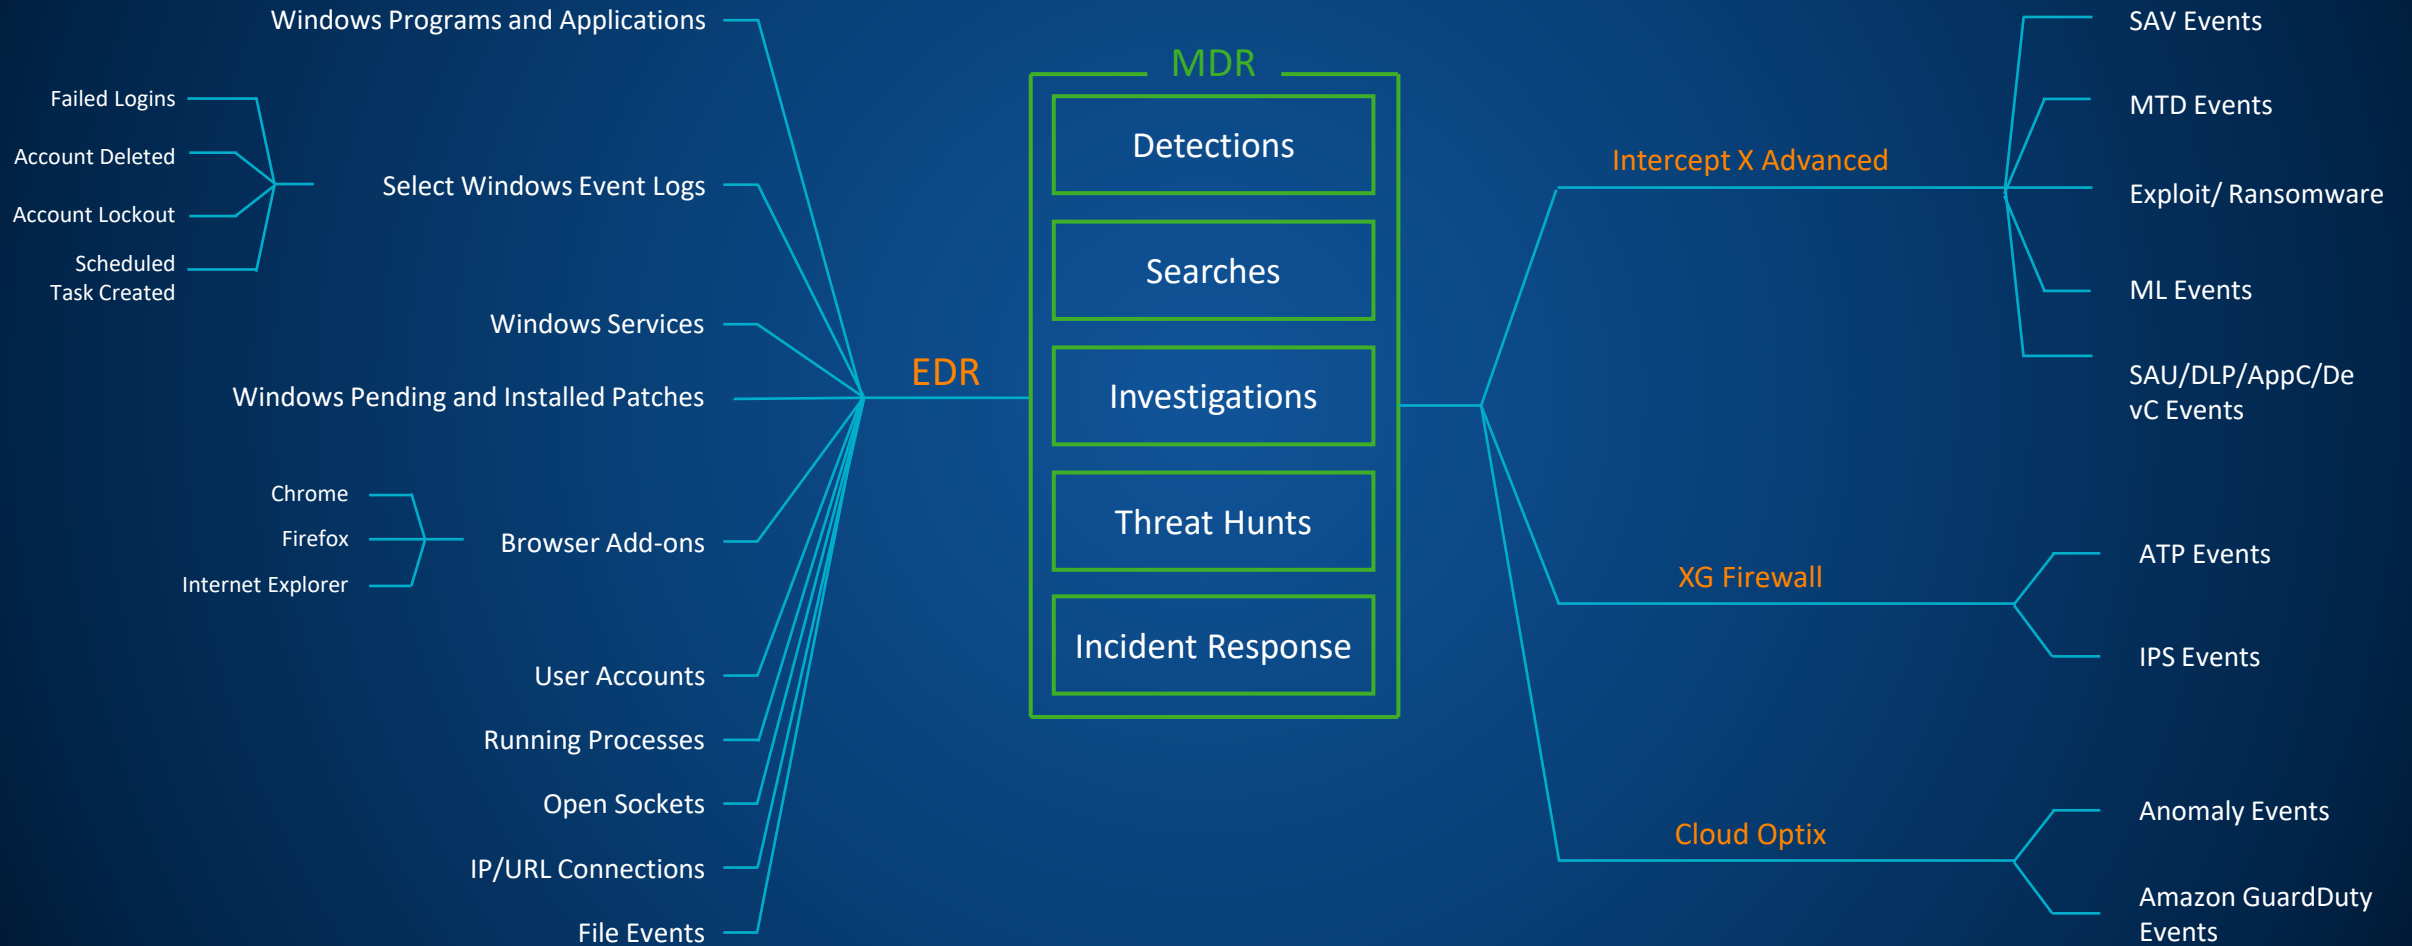 Windows Programs and Applications
Failed Logins
Account Deleted
Account Lockout
Scheduled
Task Created
Select Windows Event Logs
Windows Services
Windows Pending and Installed Patches
Chrome
Firefox
Internet Explorer
Browser Add-ons
User Accounts
Running Processes
Open Sockets
IP/URL Connections
File Events
EDR
MDR
Detections
Searches
Investigations
Threat Hunts
Incident Response
Intercept X Advanced
SAV Events
MTD Events
Exploit/ Ransomware
ML Events
SAU/DLP/AppC/De
vC Events
XG Firewall
ATP Events
IPS Events
Cloud Optix
Anomaly Events
Amazon GuardDuty
Events